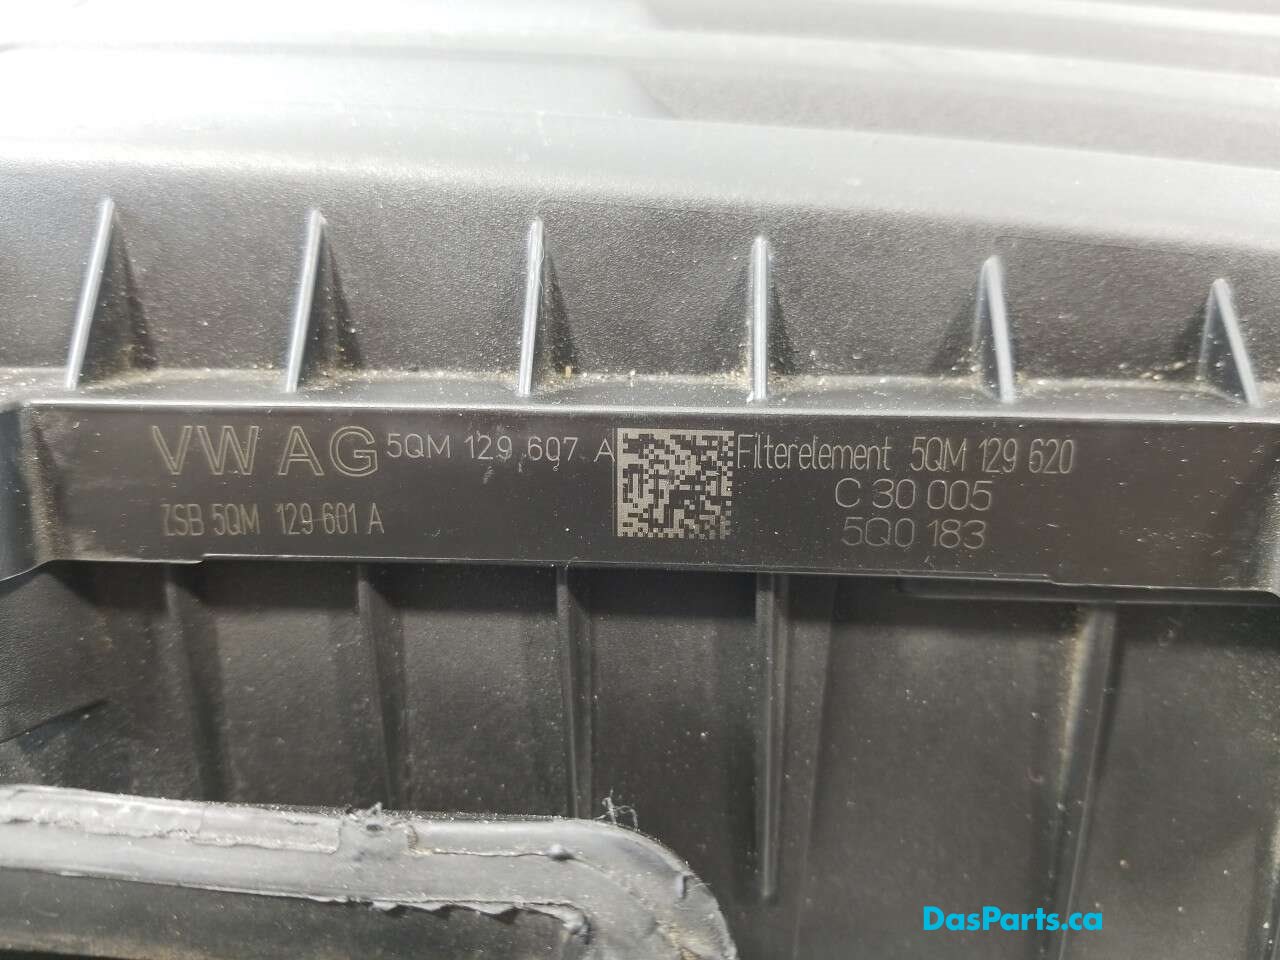 VW AG 5QM 129 607 A
ZSB 5QM 129 601 A
Filterelement 5QM 129 620
C 30 005
5Q0 183
DasParts.ca